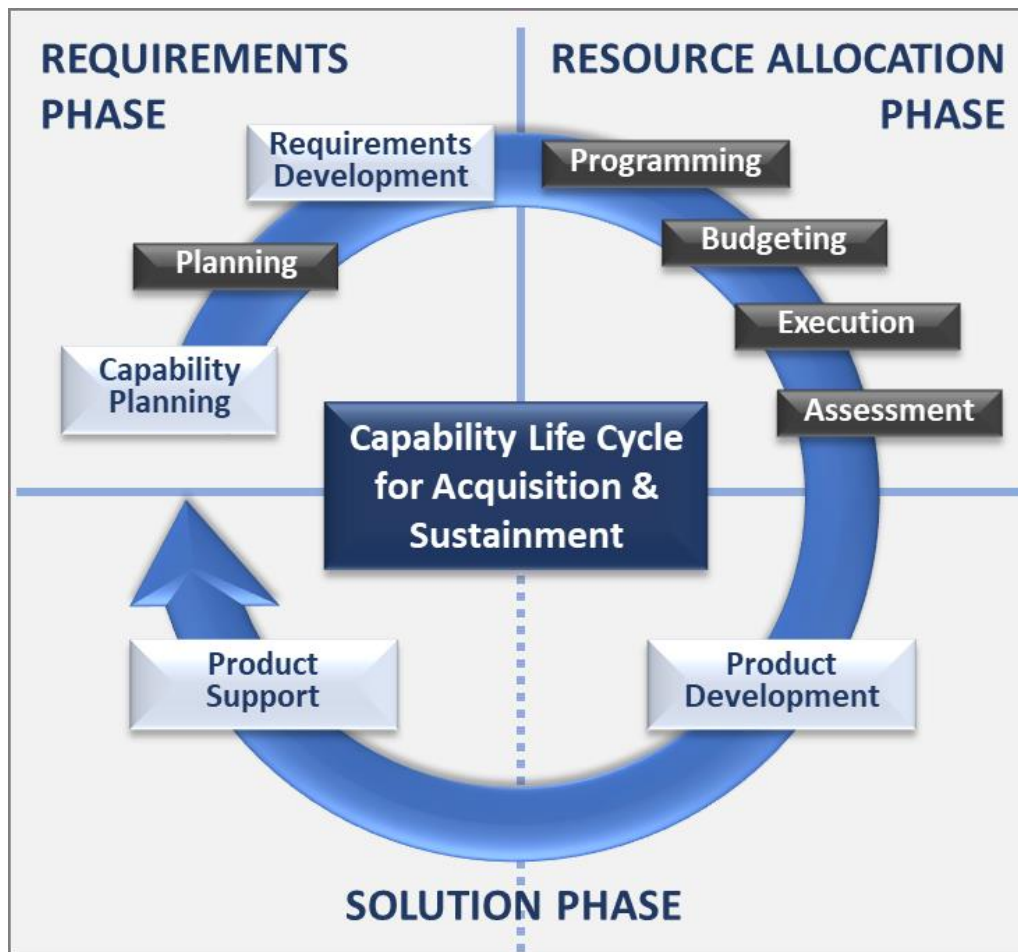 REQUIREMENTS
PHASE
RESOURCE ALLOCATION
PHASE
Requirements
Development
Programming
Planning
Budgeting
Execution
Capability
Planning
Assessment
Capability Life Cycle
for Acquisition &
Sustainment
Product
Support
Product
Development
SOLUTION PHASE